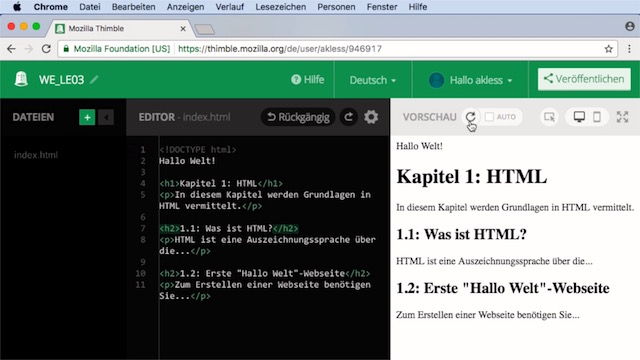 Chrome Datei Bearbeiten Anzeigen Verlauf Lesezeichen Personen Fenster Hilfe
Mozilla Thimble
Mozilla Foundation [US] https://thimble.mozilla.org/de/user/akless/946917
WE_LE03 Hilfe Deutsch Hallo akless Veröffentlichen
DATEIEN EDITOR - index.html Rückgängig VORSCHAU AUTO
index.html
1 <!DOCTYPE html>
2 Hallo Welt!
3
4 <h1>Kapitel 1: HTML</h1>
5 <p>In diesem Kapitel werden Grundlagen in
HTML vermittelt.</p>
6
7 <h2>1.1: Was ist HTML?</h2>
8 <p>HTML ist eine Auszeichnungssprache über
die...</p>
9
10 <h2>1.2: Erste "Hallo Welt"-Webseite</h2>
11 <p>Zum Erstellen einer Webseite benötigen
Sie...</p>
Hallo Welt!
Kapitel 1: HTML
In diesem Kapitel werden Grundlagen in HTML vermittelt.
1.1: Was ist HTML?
HTML ist eine Auszeichnungssprache über die...
1.2: Erste "Hallo Welt"-Webseite
Zum Erstellen einer Webseite benötigen Sie...